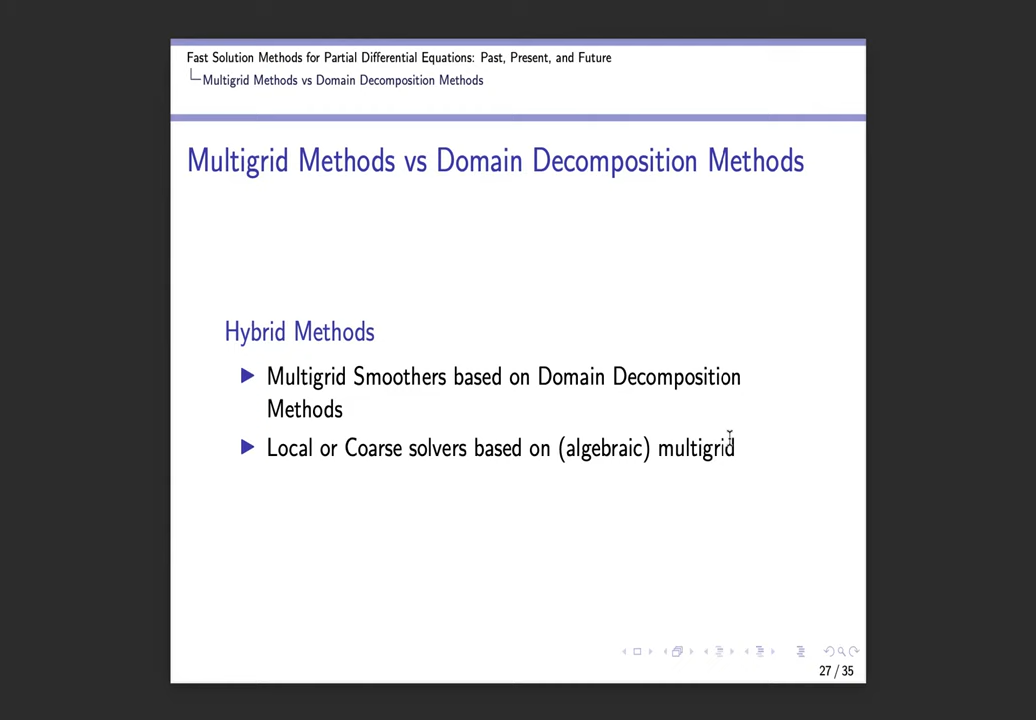 Fast Solution Methods for Partial Differential Equations: Past, Present, and Future
Multigrid Methods vs Domain Decomposition Methods
Multigrid Methods vs Domain Decomposition Methods
Hybrid Methods
Multigrid Smoothers based on Domain Decomposition
Methods
Local or Coarse solvers based on (algebraic) multigrid
27 / 35